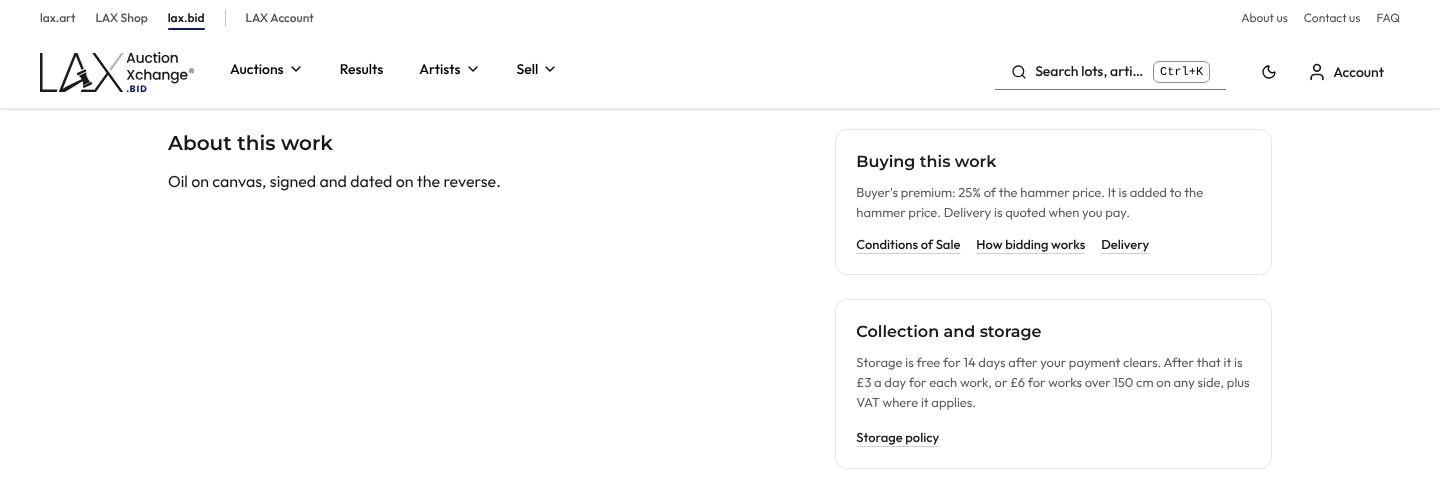 lax.art LAX Shop lax.bid LAX Account About us Contact us FAQ
LAX Auction Xchange® .BID
Auctions Results Artists Sell Search lots, arti... Ctrl+K Account
About this work
Oil on canvas, signed and dated on the reverse.
Buying this work
Buyer's premium: 25% of the hammer price. It is added to the
hammer price. Delivery is quoted when you pay.
Conditions of Sale How bidding works Delivery
Collection and storage
Storage is free for 14 days after your payment clears. After that it is
£3 a day for each work, or £6 for works over 150 cm on any side, plus
VAT where it applies.
Storage policy